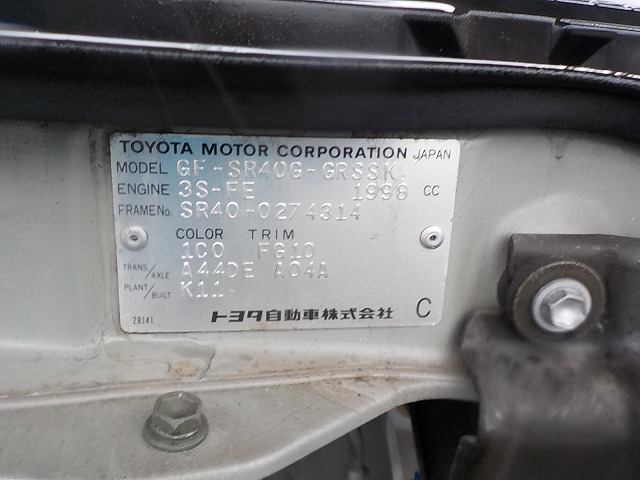 TOYOTA MOTOR CORPORATION JAPAN
MODEL GF-SR40G-GRSSK
ENGINE 3S-FE 1998 CC
FRAME No. SR40-0274314
COLOR TRIM
1C0 FG10
TRANS/AXLE A44DE A04A
PLANT/BUILT K11
28141 トヨタ自動車株式会社 C